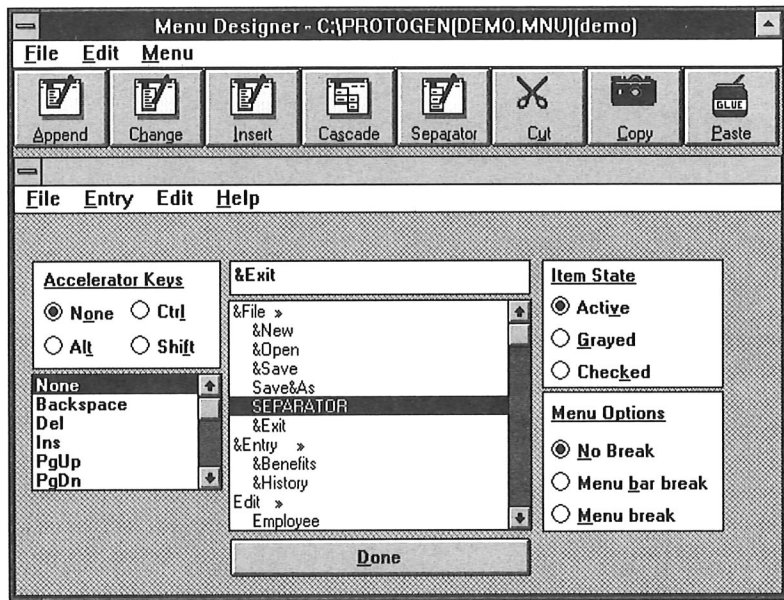 Menu Designer - C:\PROTOGEN(DEMO.MNU)(demo)
File Edit Menu
Append Change Insert Cascade Separator Cut Copy GLUE Paste
File Entry Edit Help
Accelerator Keys
None Ctrl
Alt Shift
None
Backspace
Del
Ins
PgUp
PgDn
&Exit
&File »
&New
&Open
&Save
Save&As
SEPARATOR
&Exit
&Entry »
&Benefits
&History
Edit »
Employee
Done
Item State
Active
Grayed
Checked
Menu Options
No Break
Menu bar break
Menu break